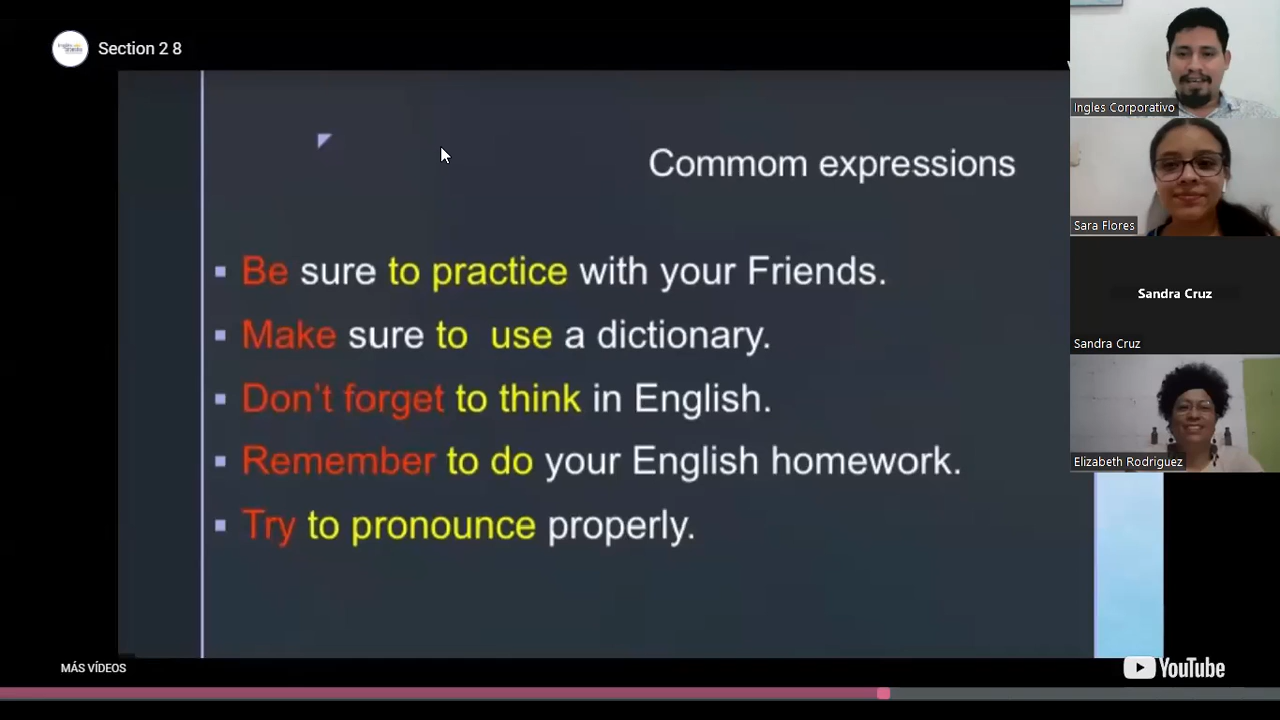 Section 2 8
Commom expressions
Be sure to practice with your Friends.
Make sure to use a dictionary.
Don't forget to think in English.
Remember to do your English homework.
Try to pronounce properly.
Ingles Corporativo
Sara Flores
Sandra Cruz
Sandra Cruz
Elizabeth Rodriguez
MÁS VÍDEOS
YouTube